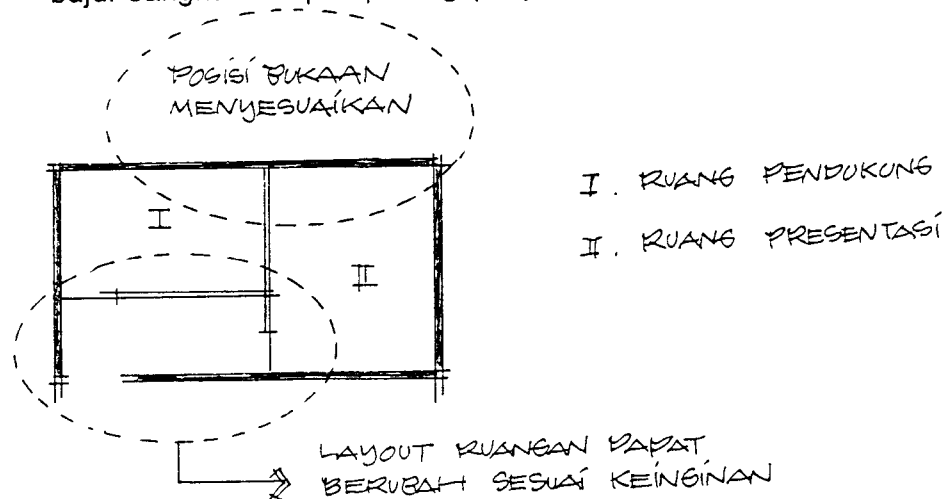 POSISI BUKAAN
MENYESUAIKAN
I
II
I. RUANG PENDUKUNG
II. RUANG PRESENTASI
LAYOUT RUANGAN DAPAT
BERUBAH SESUAI KEINGINAN